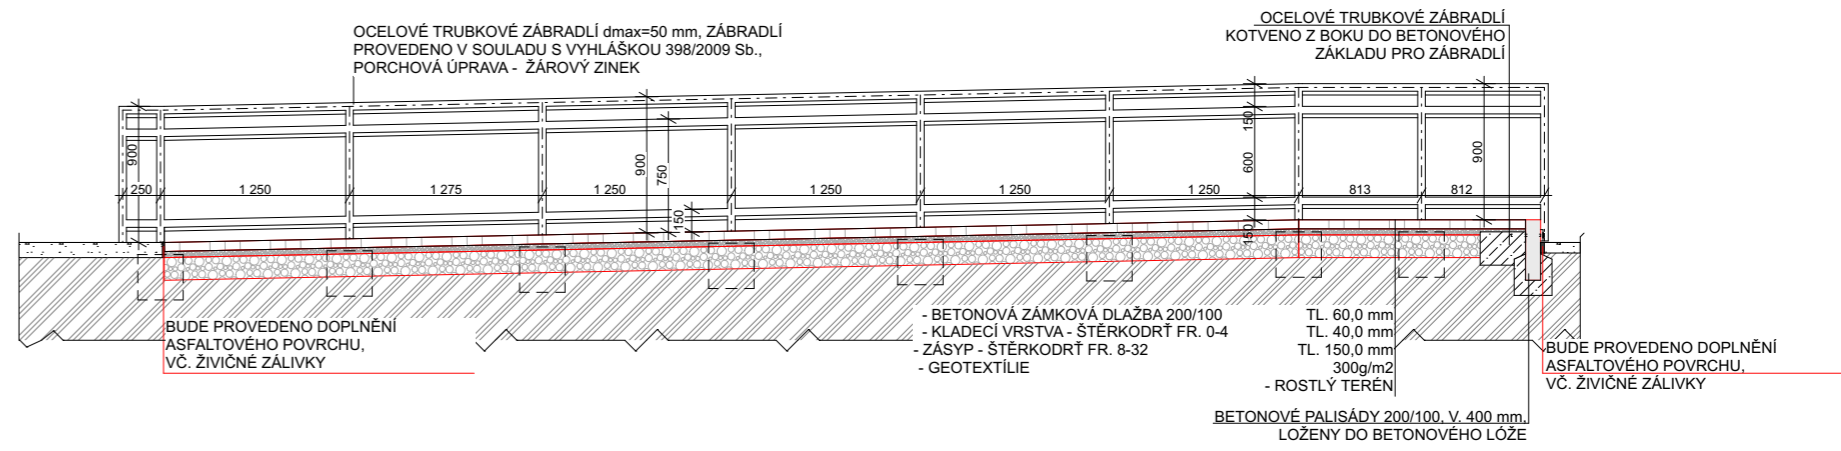 OCELOVÉ TRUBKOVÉ ZÁBRADLÍ dmax=50 mm, ZÁBRADLÍ
PROVEDENO V SOULADU S VYHLÁŠKOU 398/2009 Sb.,
PORCHOVÁ ÚPRAVA - ŽÁROVÝ ZINEK
OCELOVÉ TRUBKOVÉ ZÁBRADLÍ
KOTVENO Z BOKU DO BETONOVÉHO
ZÁKLADU PRO ZÁBRADLÍ
900
900
750
150
150
600
150
900
250
1 250
1 275
1 250
1 250
1 250
1 250
813
812
BUDE PROVEDENO DOPLNĚNÍ
ASFALTOVÉHO POVRCHU,
VČ. ŽIVIČNÉ ZÁLIVKY
- BETONOVÁ ZÁMKOVÁ DLAŽBA 200/100 TL. 60,0 mm
- KLADECÍ VRSTVA - ŠTĚRKODRŤ FR. 0-4 TL. 40,0 mm
- ZÁSYP - ŠTĚRKODRŤ FR. 8-32 TL. 150,0 mm
- GEOTEXTÍLIE 300g/m2
- ROSTLÝ TERÉN
BETONOVÉ PALISÁDY 200/100, V. 400 mm,
LOŽENY DO BETONOVÉHO LÓŽE
BUDE PROVEDENO DOPLNĚNÍ
ASFALTOVÉHO POVRCHU,
VČ. ŽIVIČNÉ ZÁLIVKY